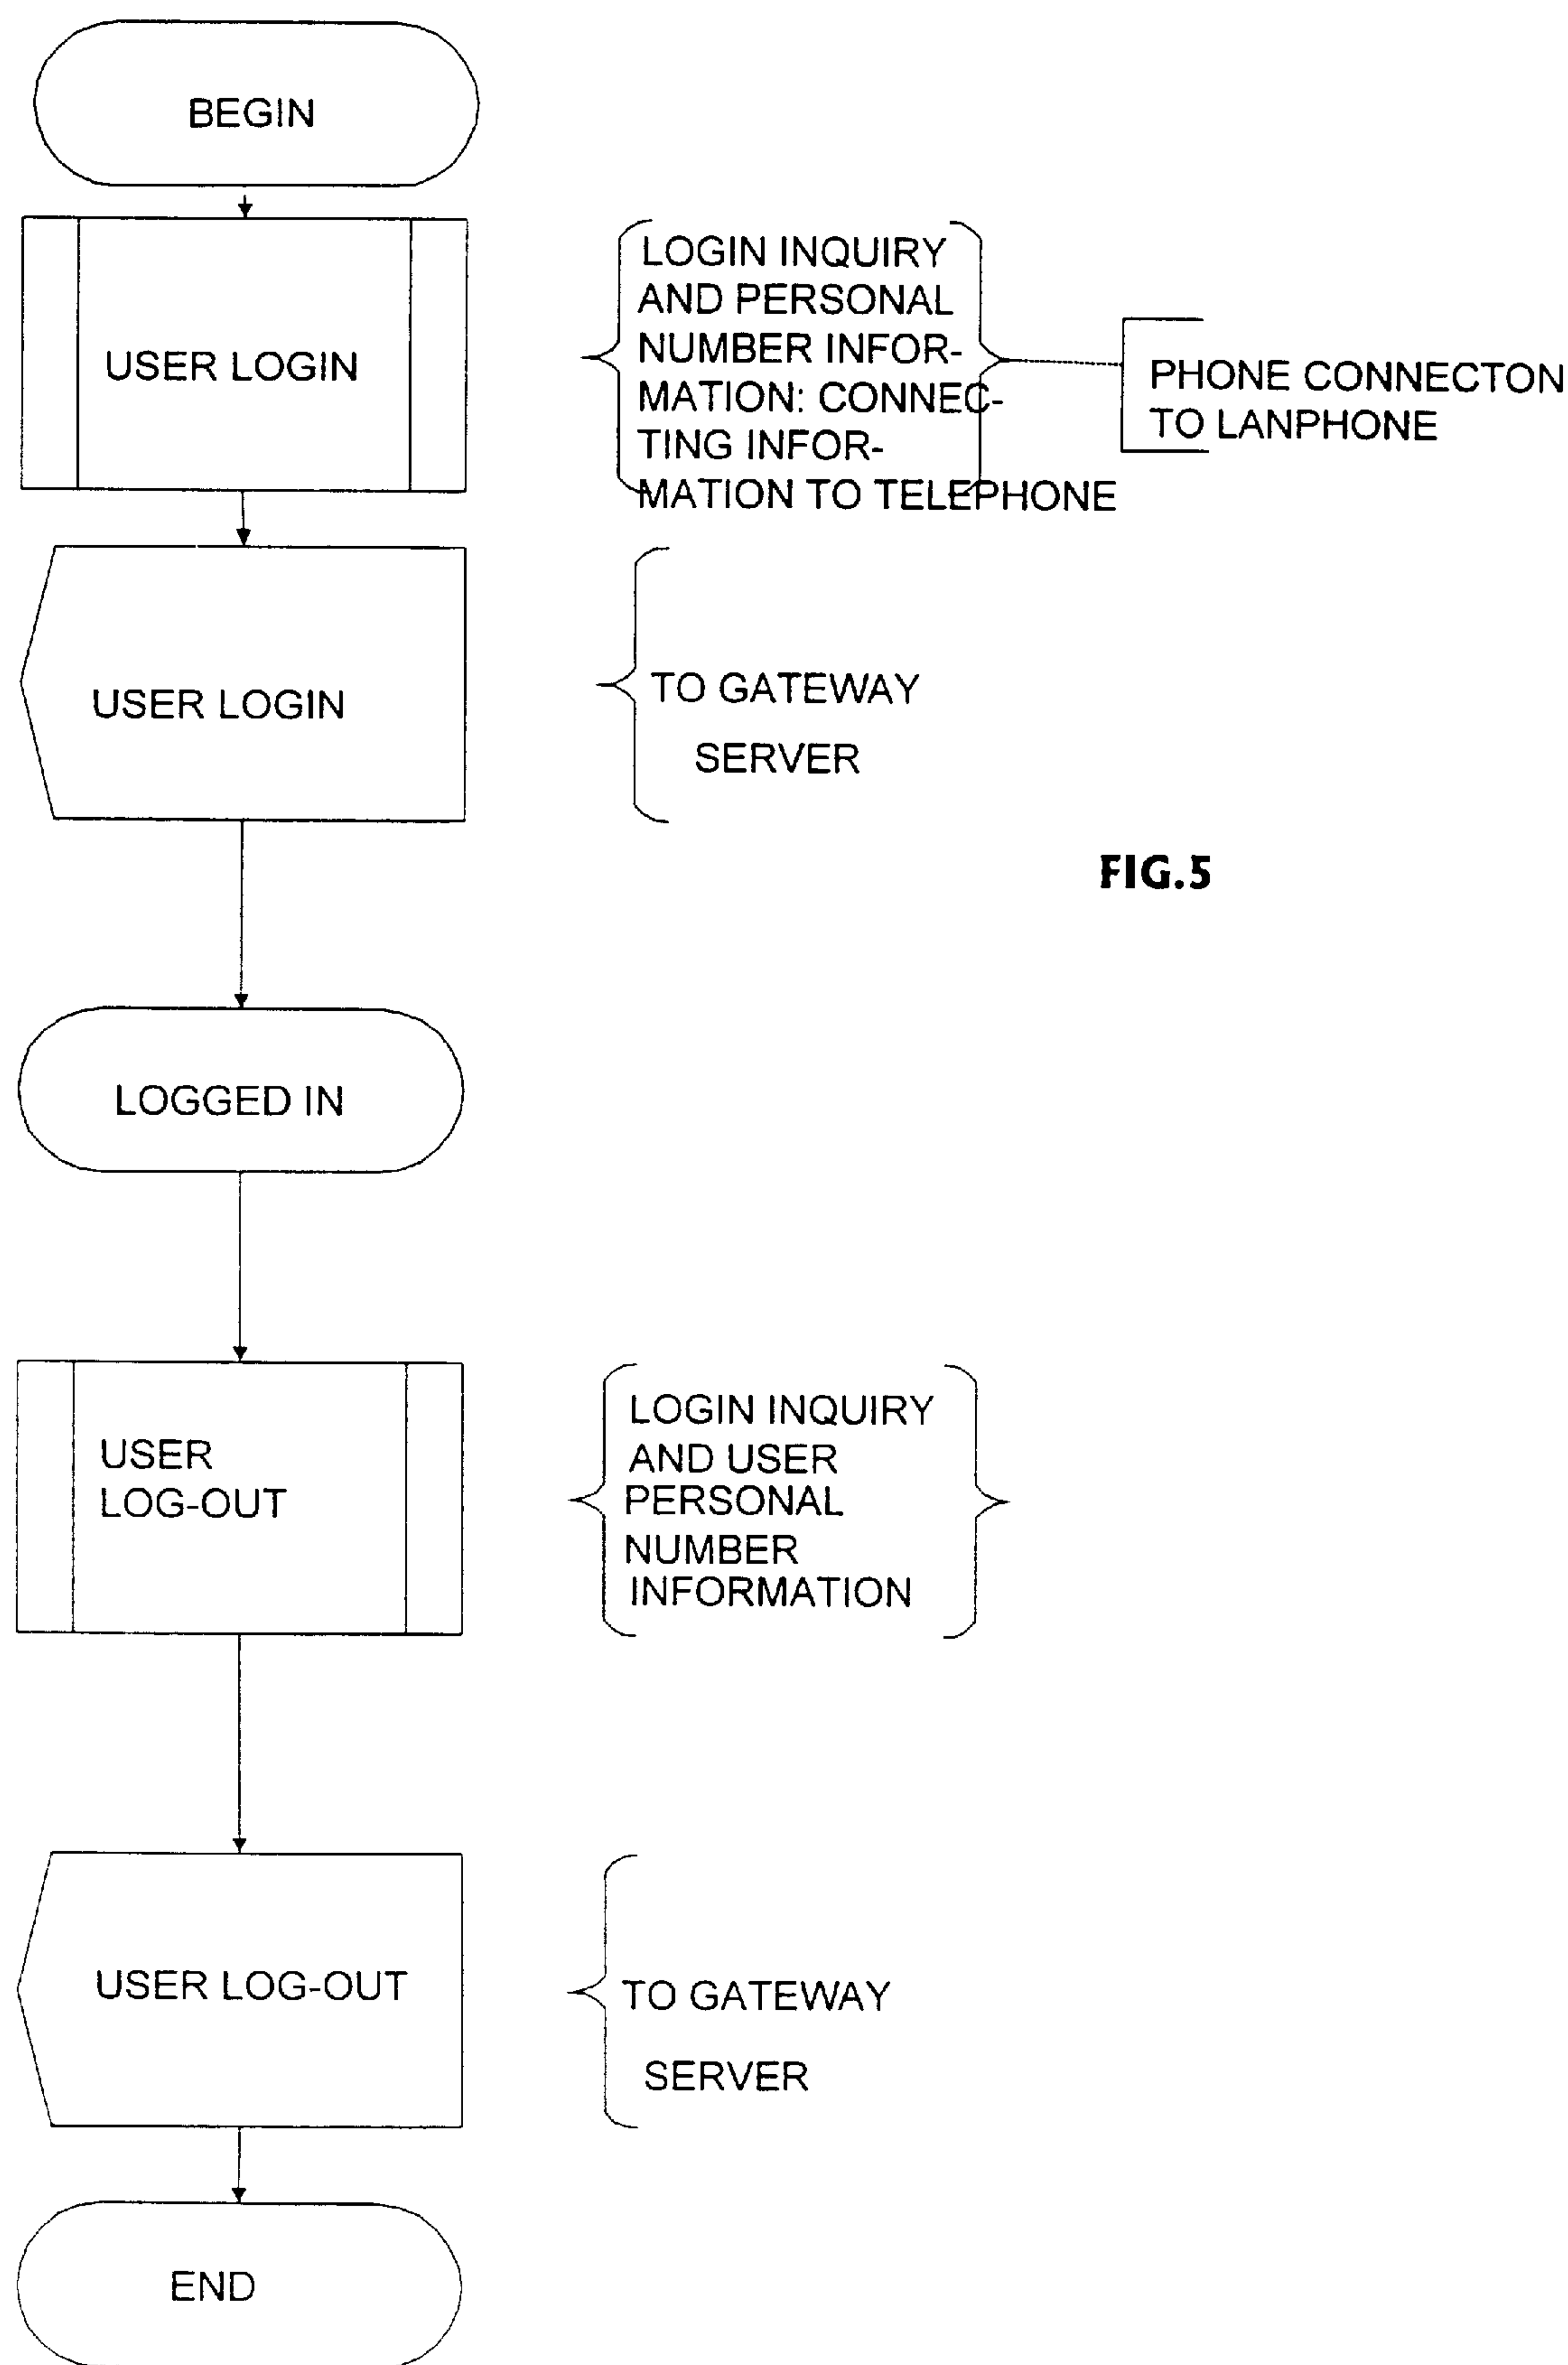 BEGIN
USER LOGIN
LOGIN INQUIRY
AND PERSONAL
NUMBER INFOR-
MATION: CONNEC-
TING INFOR-
MATION TO TELEPHONE
PHONE CONNECTON
TO LANPHONE
USER LOGIN
TO GATEWAY
SERVER
FIG.5
LOGGED IN
USER
LOG-OUT
LOGIN INQUIRY
AND USER
PERSONAL
NUMBER
INFORMATION
USER LOG-OUT
TO GATEWAY
SERVER
END